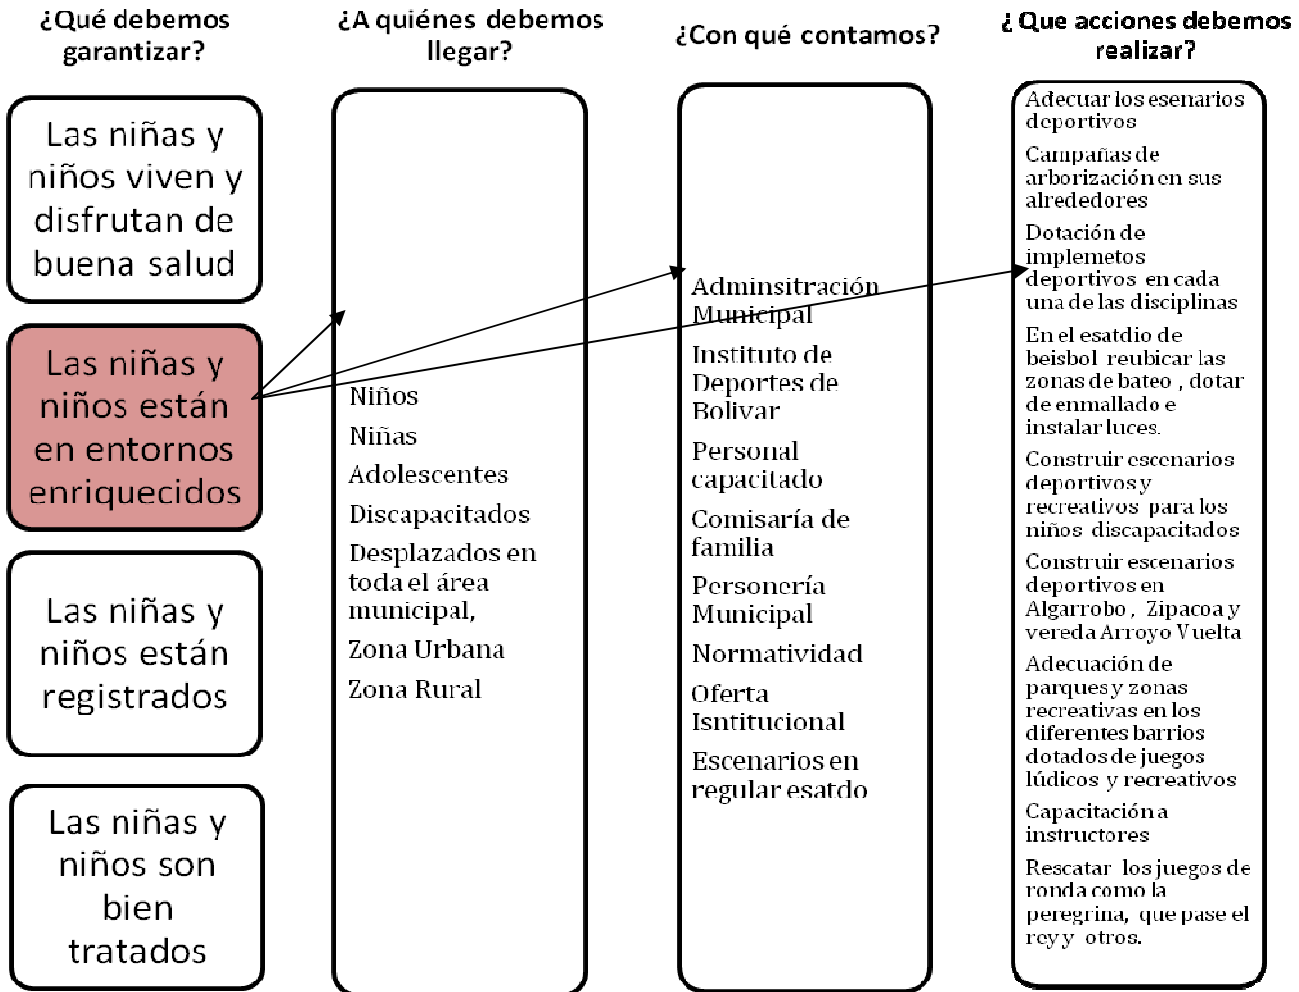 ¿Qué debemos
garantizar?
Las niñas y
niños viven y
disfrutan de
buena salud
Las niñas y
niños están
en entornos
enriquecidos
Las niñas y
niños están
registrados
Las niñas y
niños son
bien
tratados
¿A quiénes debemos
llegar?
Niños
Niñas
Adolescentes
Discapacitados
Desplazados en
toda el área
municipal,
Zona Urbana
Zona Rural
¿Con qué contamos?
Adminsitración
Municipal
Instituto de
Deportes de
Bolivar
Personal
capacitado
Comisaría de
familia
Personería
Municipal
Normatividad
Oferta
Isntitucional
Escenarios en
regular esatdo
¿ Que acciones debemos
realizar?
Adecuar los esenarios
deportivos
Campañas de
arborización en sus
alrededores
Dotación de
implemetos
deportivos en cada
una de las disciplinas
En el esatdio de
beisbol reubicar las
zonas de bateo , dotar
de enmallado e
instalar luces.
Construir escenarios
deportivos y
recreativos para los
niños discapacitados
Construir escenarios
deportivos en
Algarrobo , Zipacoa y
vereda Arroyo Vuelta
Adecuación de
parques y zonas
recreativas en los
diferentes barrios
dotados de juegos
lúdicos y recreativos
Capacitación a
instructores
Rescatar los juegos de
ronda como la
peregrina, que pase el
rey y otros.